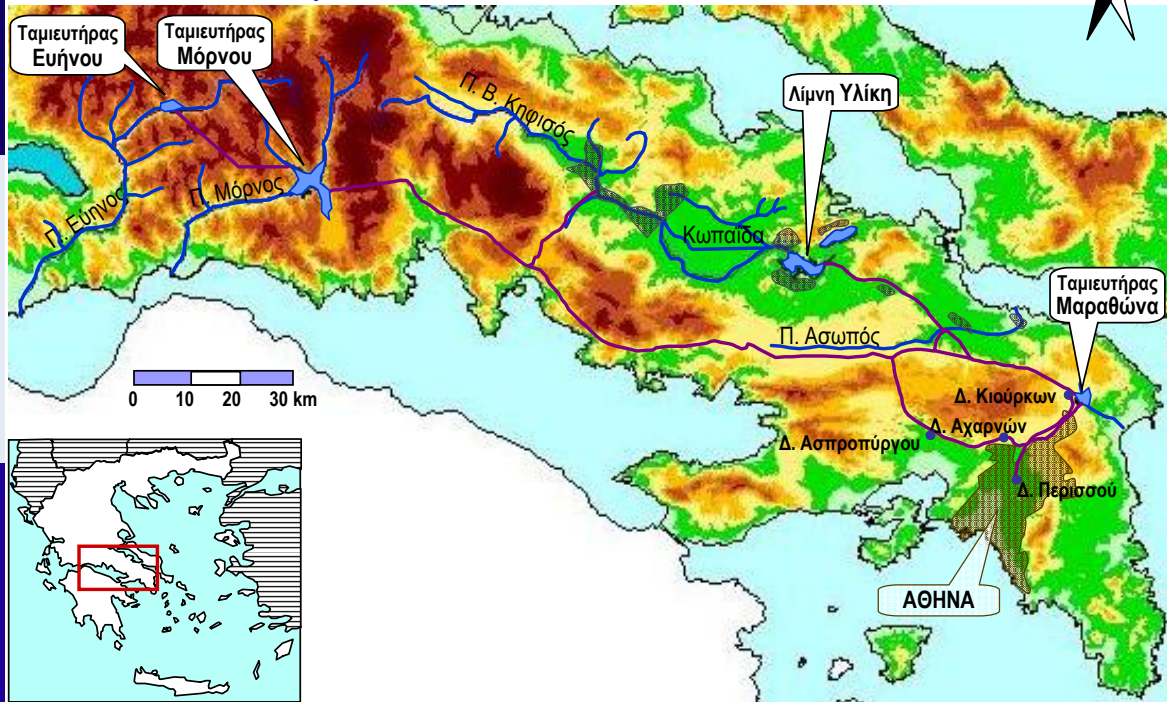 Ταμιευτήρας
Ευήνου
Ταμιευτήρας
Μόρνου
Π. Β. Κηφισός
Λίμνη Υλίκη
Π. Μόρνος
Π. Εύηνος
Κωπαΐδα
Ταμιευτήρας
Μαραθώνα
Π. Ασωπός
0 10 20 30 km
Δ. Κιούρκων
Δ. Αχαρνών
Δ. Ασπροπύργου
Δ. Περισσού
ΑΘΗΝΑ